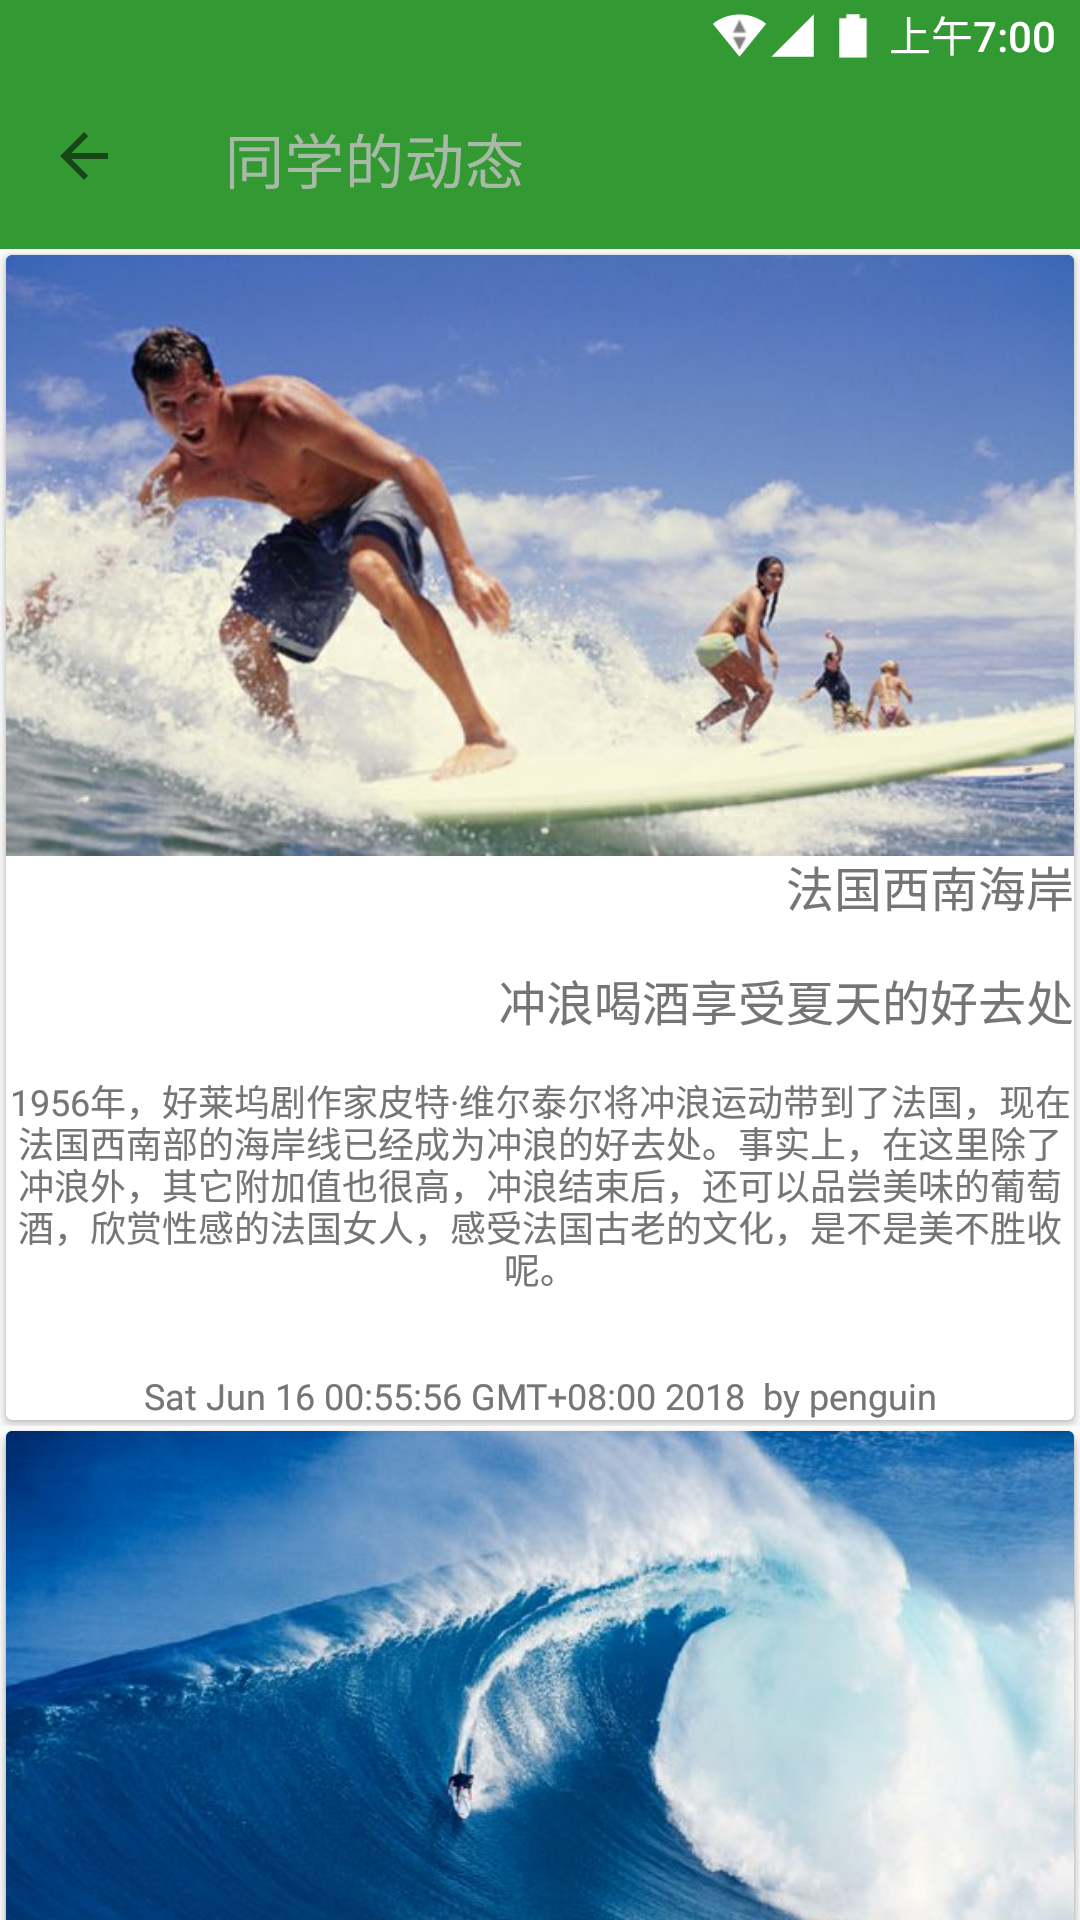 上午7:00
同学的动态
法国西南海岸
冲浪喝酒享受夏天的好去处
1956年，好莱坞剧作家皮特·维尔泰尔将冲浪运动带到了法国，现在
法国西南部的海岸线已经成为冲浪的好去处。事实上，在这里除了
冲浪外，其它附加值也很高，冲浪结束后，还可以品尝美味的葡萄
酒，欣赏性感的法国女人，感受法国古老的文化，是不是美不胜收
呢。
Sat Jun 16 00:55:56 GMT+08:00 2018  by penguin